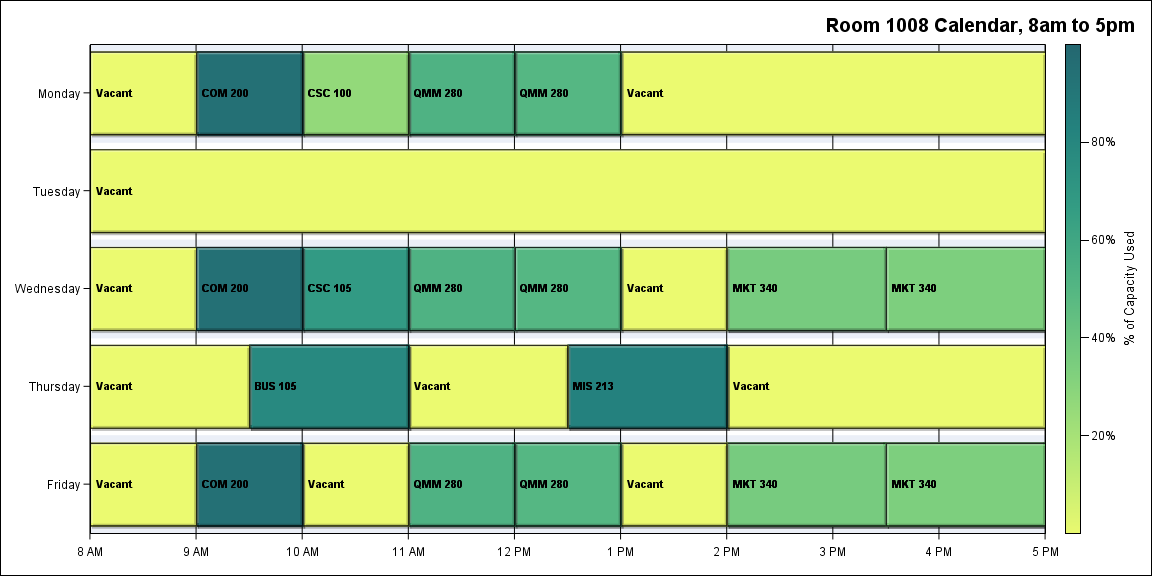 Room 1008 Calendar, 8am to 5pm
Monday Vacant COM 200 CSC 100 QMM 280 QMM 280 Vacant
80%
Tuesday Vacant
60%
% of Capacity Used
Wednesday Vacant COM 200 CSC 105 QMM 280 QMM 280 Vacant MKT 340 MKT 340
40%
Thursday Vacant BUS 105 Vacant MIS 213 Vacant
20%
Friday Vacant COM 200 Vacant QMM 280 QMM 280 Vacant MKT 340 MKT 340
8 AM 9 AM 10 AM 11 AM 12 PM 1 PM 2 PM 3 PM 4 PM 5 PM